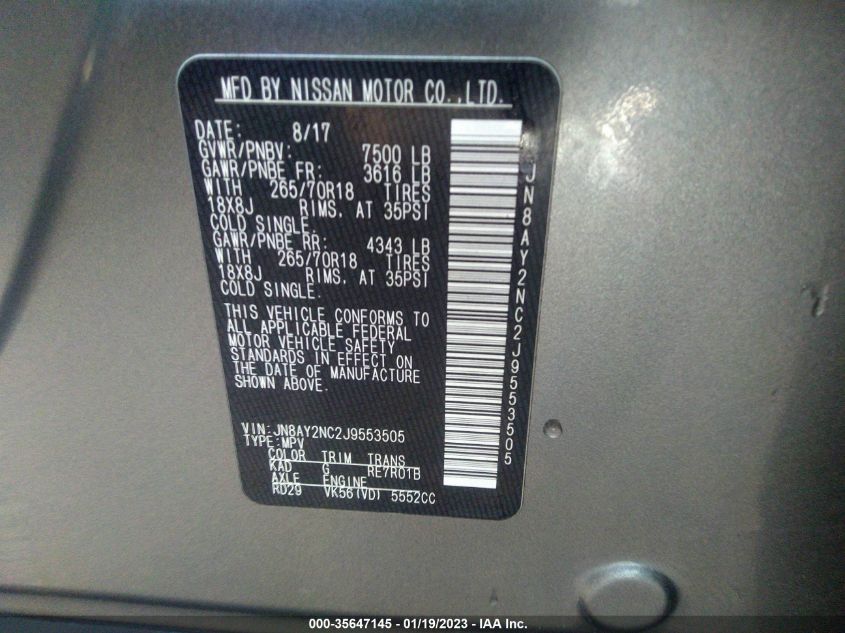 MFD BY NISSAN MOTOR CO.,LTD.
DATE: 8/17
GVWR/PNBV: 7500 LB
GAWR/PNBE FR: 3616 LB
WITH 265/70R18 TIRES
18X8J RIMS. AT 35PSI
COLD SINGLE.
GAWR/PNBE RR: 4343 LB
WITH 265/70R18 TIRES
18X8J RIMS. AT 35PSI
COLD SINGLE.
THIS VEHICLE CONFORMS TO
ALL APPLICABLE FEDERAL
MOTOR VEHICLE SAFETY
STANDARDS IN EFFECT ON
THE DATE OF MANUFACTURE
SHOWN ABOVE.
VIN: JN8AY2NC2J9553505
TYPE:MPV
COLOR TRIM TRANS
KAD G RE7R01B
AXLE ENGINE
RD29 VK56(VD) 5552CC
JN8AY2NC2J9553505
000-35647145 - 01/19/2023 - IAA Inc.